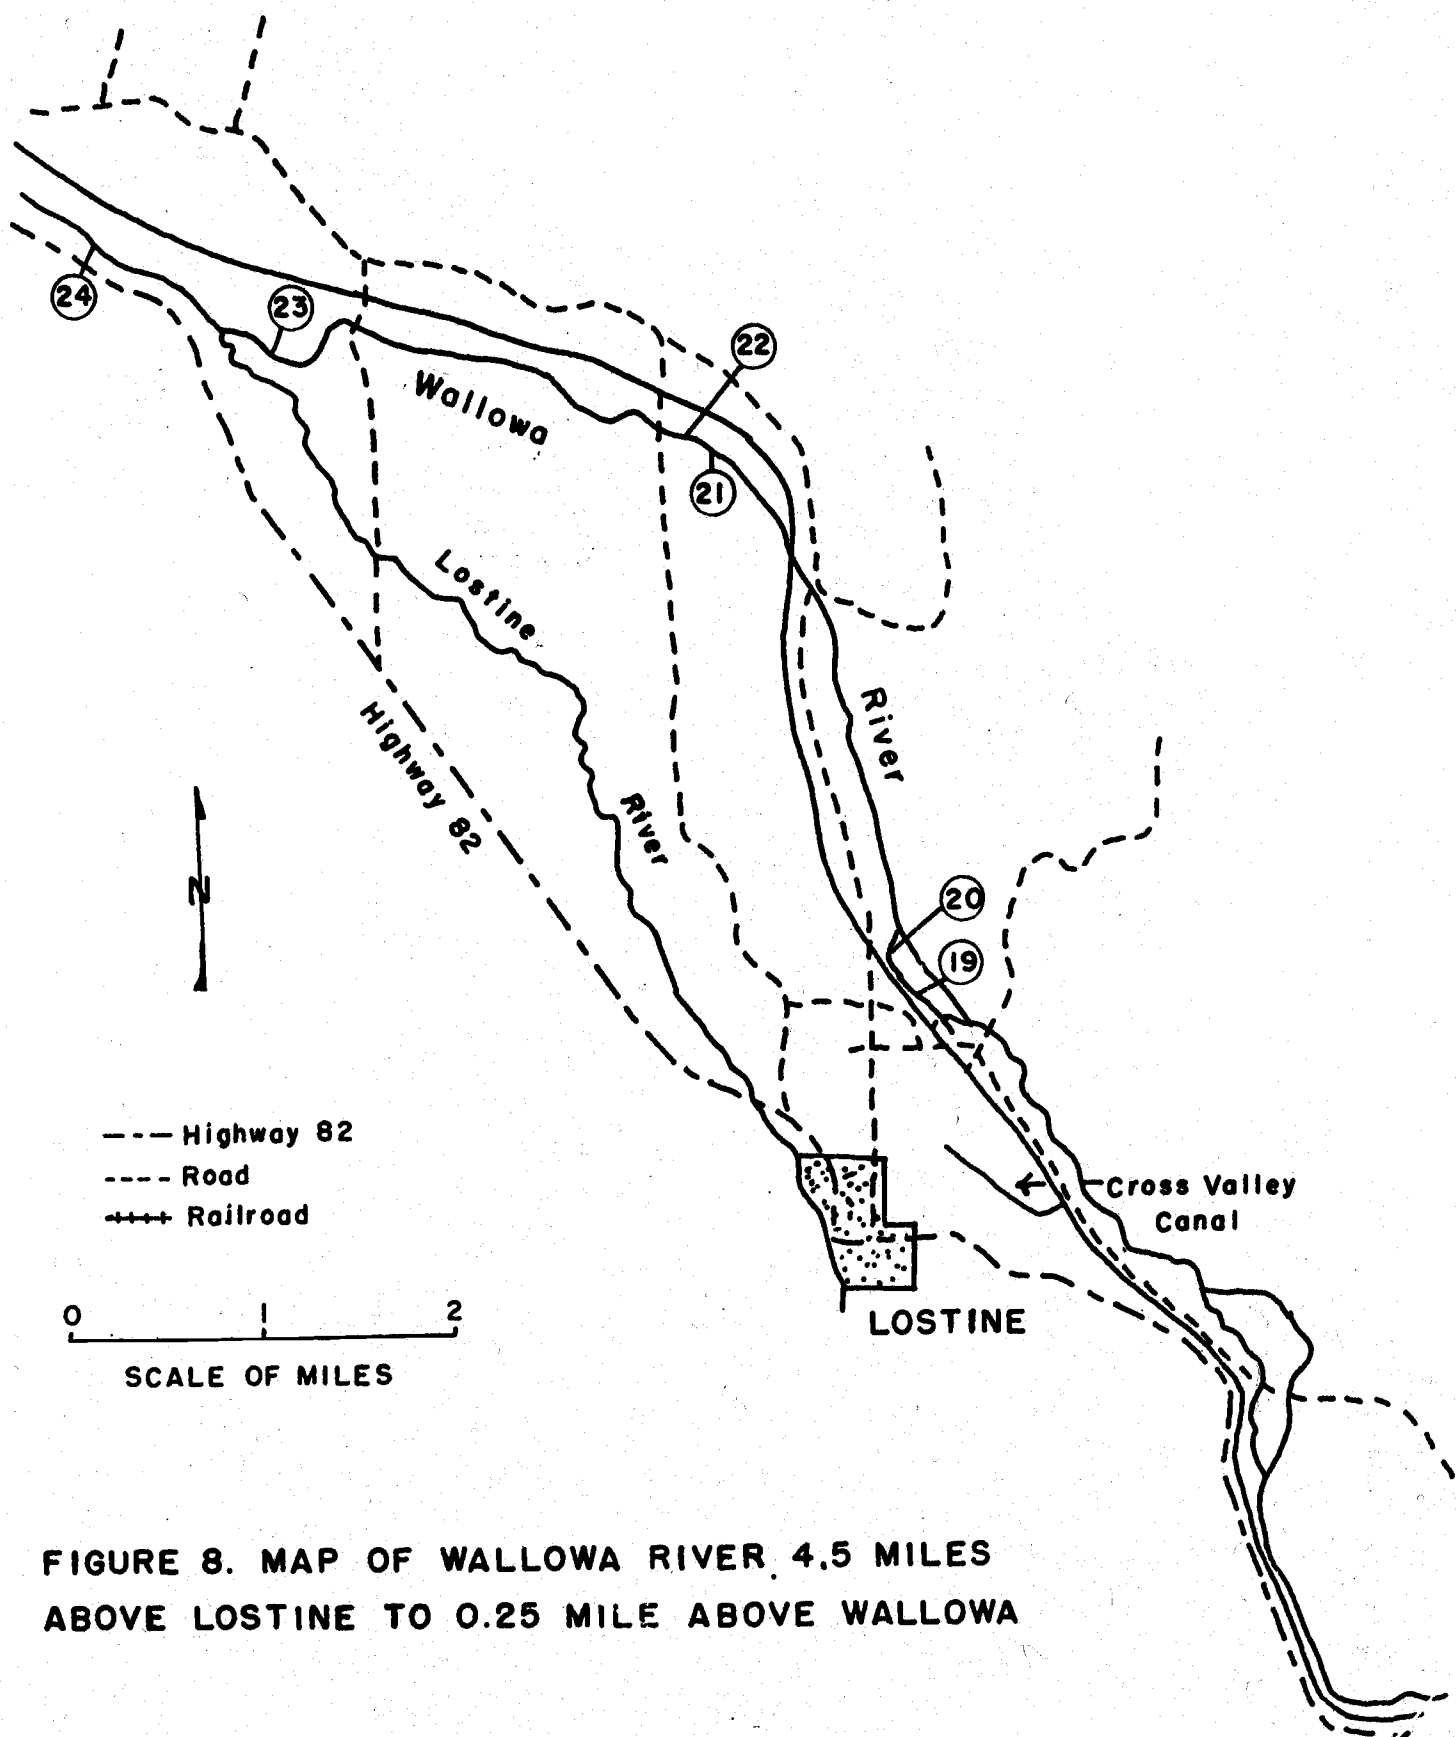 24
23
22
Wallowa
21
Lostine
River
Highway 82
River
N
20
19
Highway 82
Road
Railroad
Cross Valley
Canal
0 1 2
SCALE OF MILES
LOSTINE
FIGURE 8. MAP OF WALLOWA RIVER 4.5 MILES
ABOVE LOSTINE TO 0.25 MILE ABOVE WALLOWA